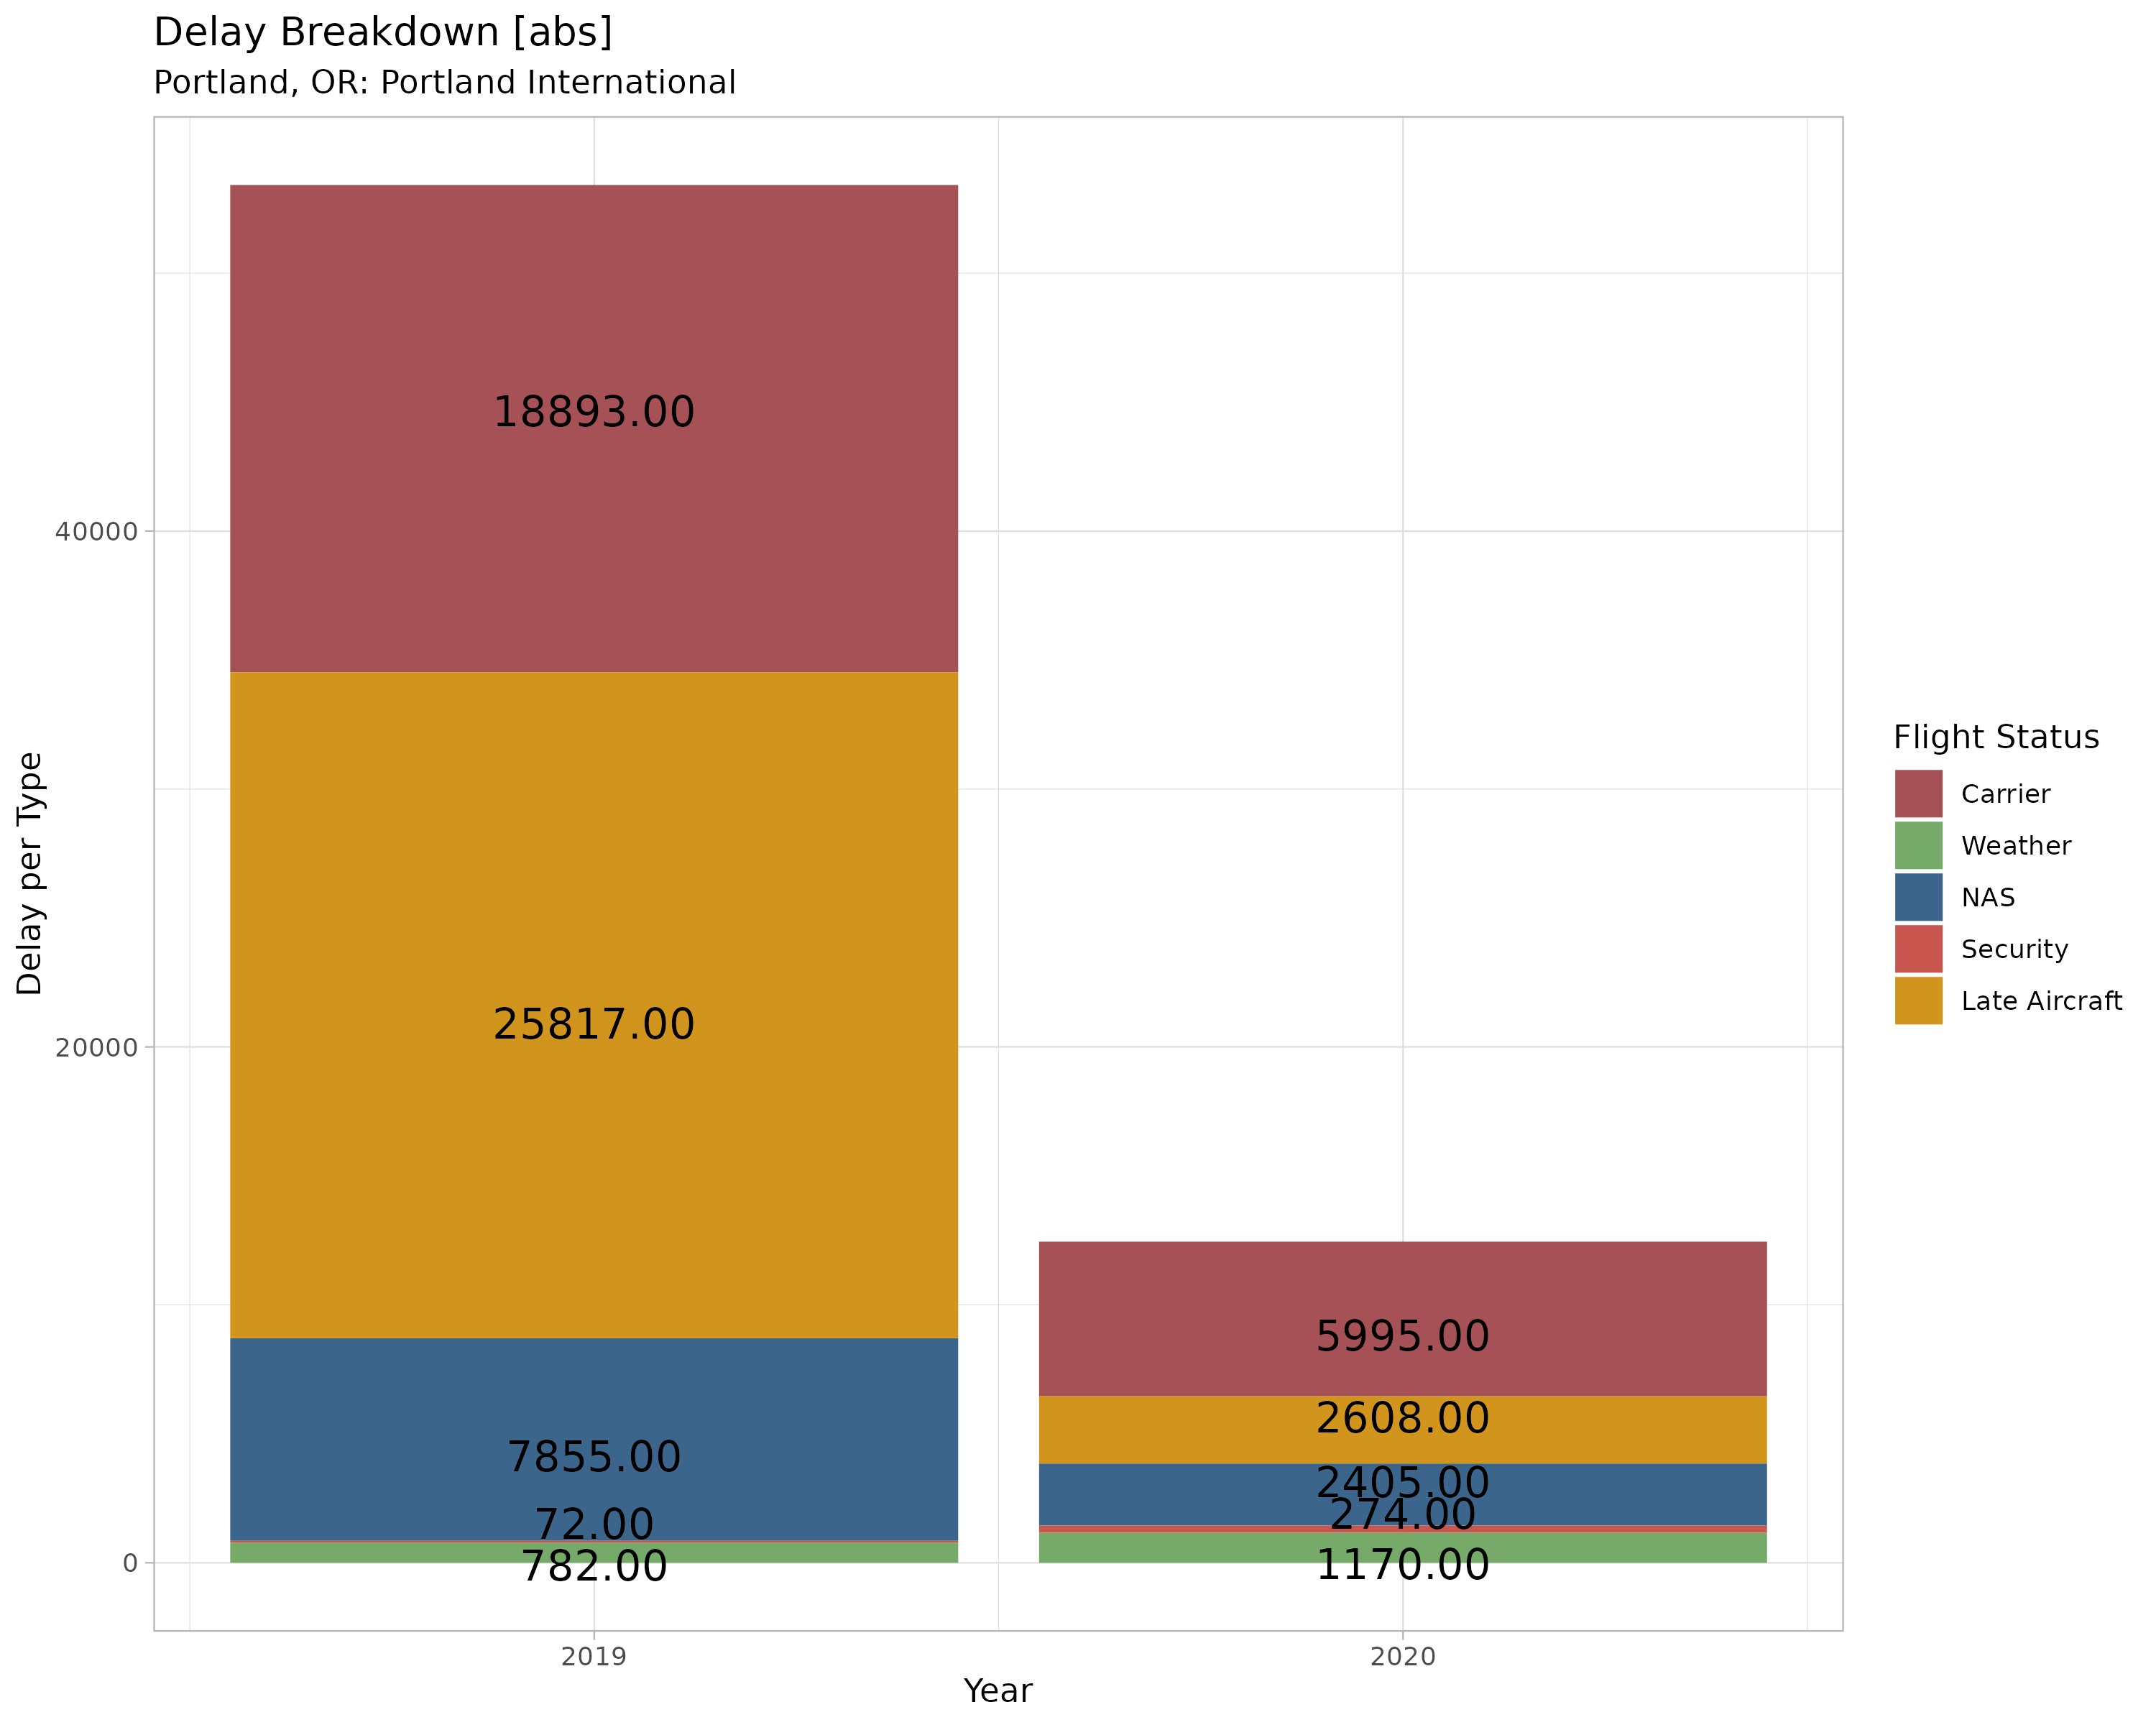 Delay Breakdown [abs]
Portland, OR: Portland International
Delay per Type
40000
20000
0
18893.00
25817.00
7855.00
72.00
782.00
5995.00
2608.00
2405.00
274.00
1170.00
2019
2020
Year
Flight Status
Carrier
Weather
NAS
Security
Late Aircraft